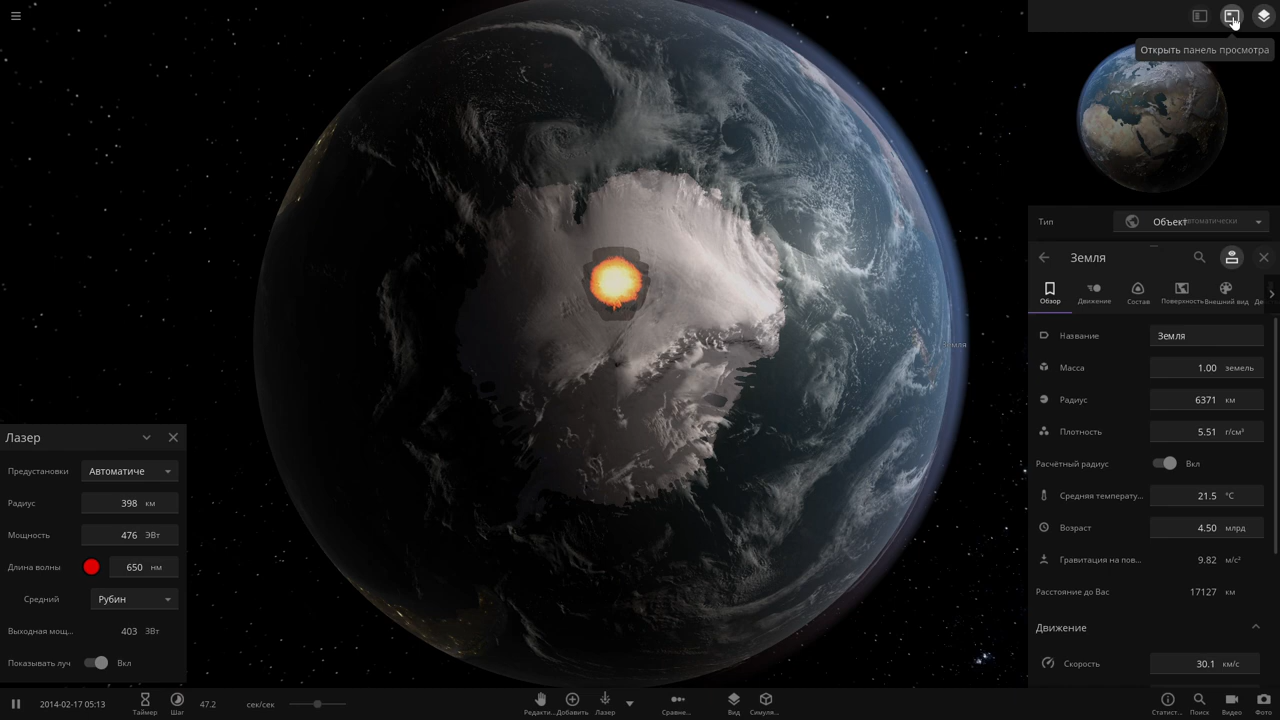 Открыть панель просмотра
Тип
Объект
автоматически
Земля
Обзор
Движение
Состав
Поверхность
Внешний вид
Де
Название
Земля
Масса
1.00 земель
Радиус
6371 км
Плотность
5.51 г/см³
Расчётный радиус
Вкл
Средняя температу...
21.5 °C
Возраст
4.50 млрд
Гравитация на пов...
9.82 м/с²
Расстояние до Вас
17127 км
Движение
Скорость
30.1 км/с
Лазер
Предустановки
Автоматиче
Радиус
398 км
Мощность
476 ЭВт
Длина волны
650 нм
Средний
Рубин
Выходная мощ...
403 ЗВт
Показывать луч
Вкл
2014-02-17 05:13
Таймер
Шаг
47.2
сек/сек
Редакти...
Добавить
Лазер
Сравне...
Вид
Симуля...
Статист...
Поиск
Видео
Фото